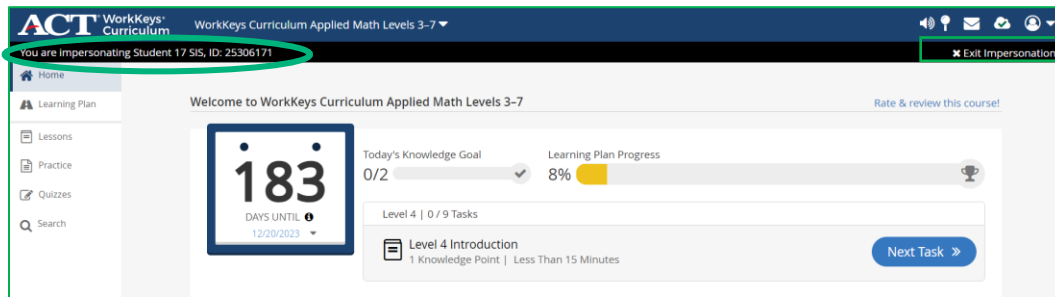 ACT WorkKeys® Curriculum
WorkKeys Curriculum Applied Math Levels 3–7
You are impersonating Student 17 SIS, ID: 25306171
Exit Impersonation
Home
Learning Plan
Lessons
Practice
Quizzes
Search
Welcome to WorkKeys Curriculum Applied Math Levels 3–7
Rate & review this course!
183
DAYS UNTIL
12/20/2023
Today's Knowledge Goal
0/2
Learning Plan Progress
8%
Level 4 | 0 / 9 Tasks
Level 4 Introduction
1 Knowledge Point | Less Than 15 Minutes
Next Task »